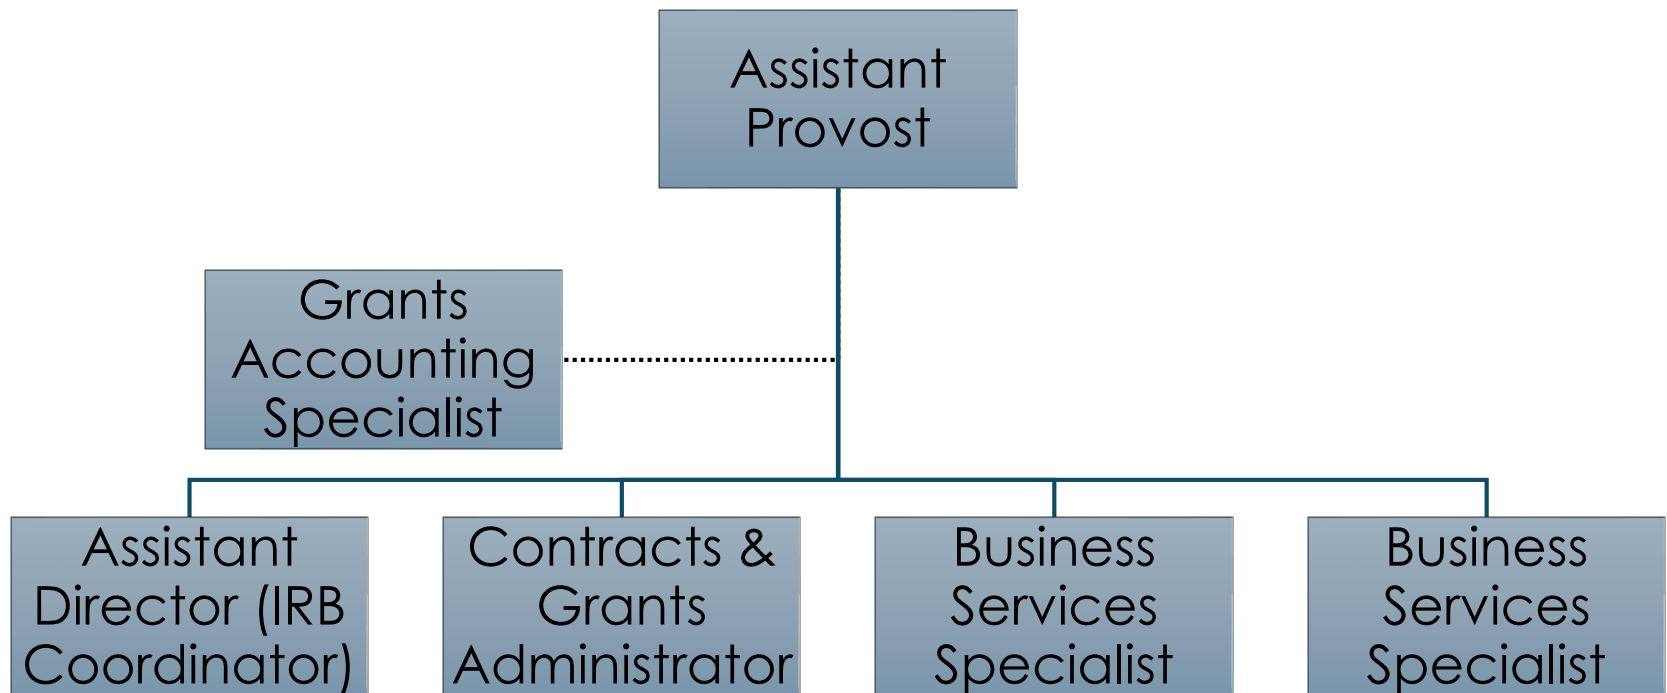 Assistant
Provost
Grants
Accounting
Specialist
Assistant
Director (IRB
Coordinator)
Contracts &
Grants
Administrator
Business
Services
Specialist
Business
Services
Specialist